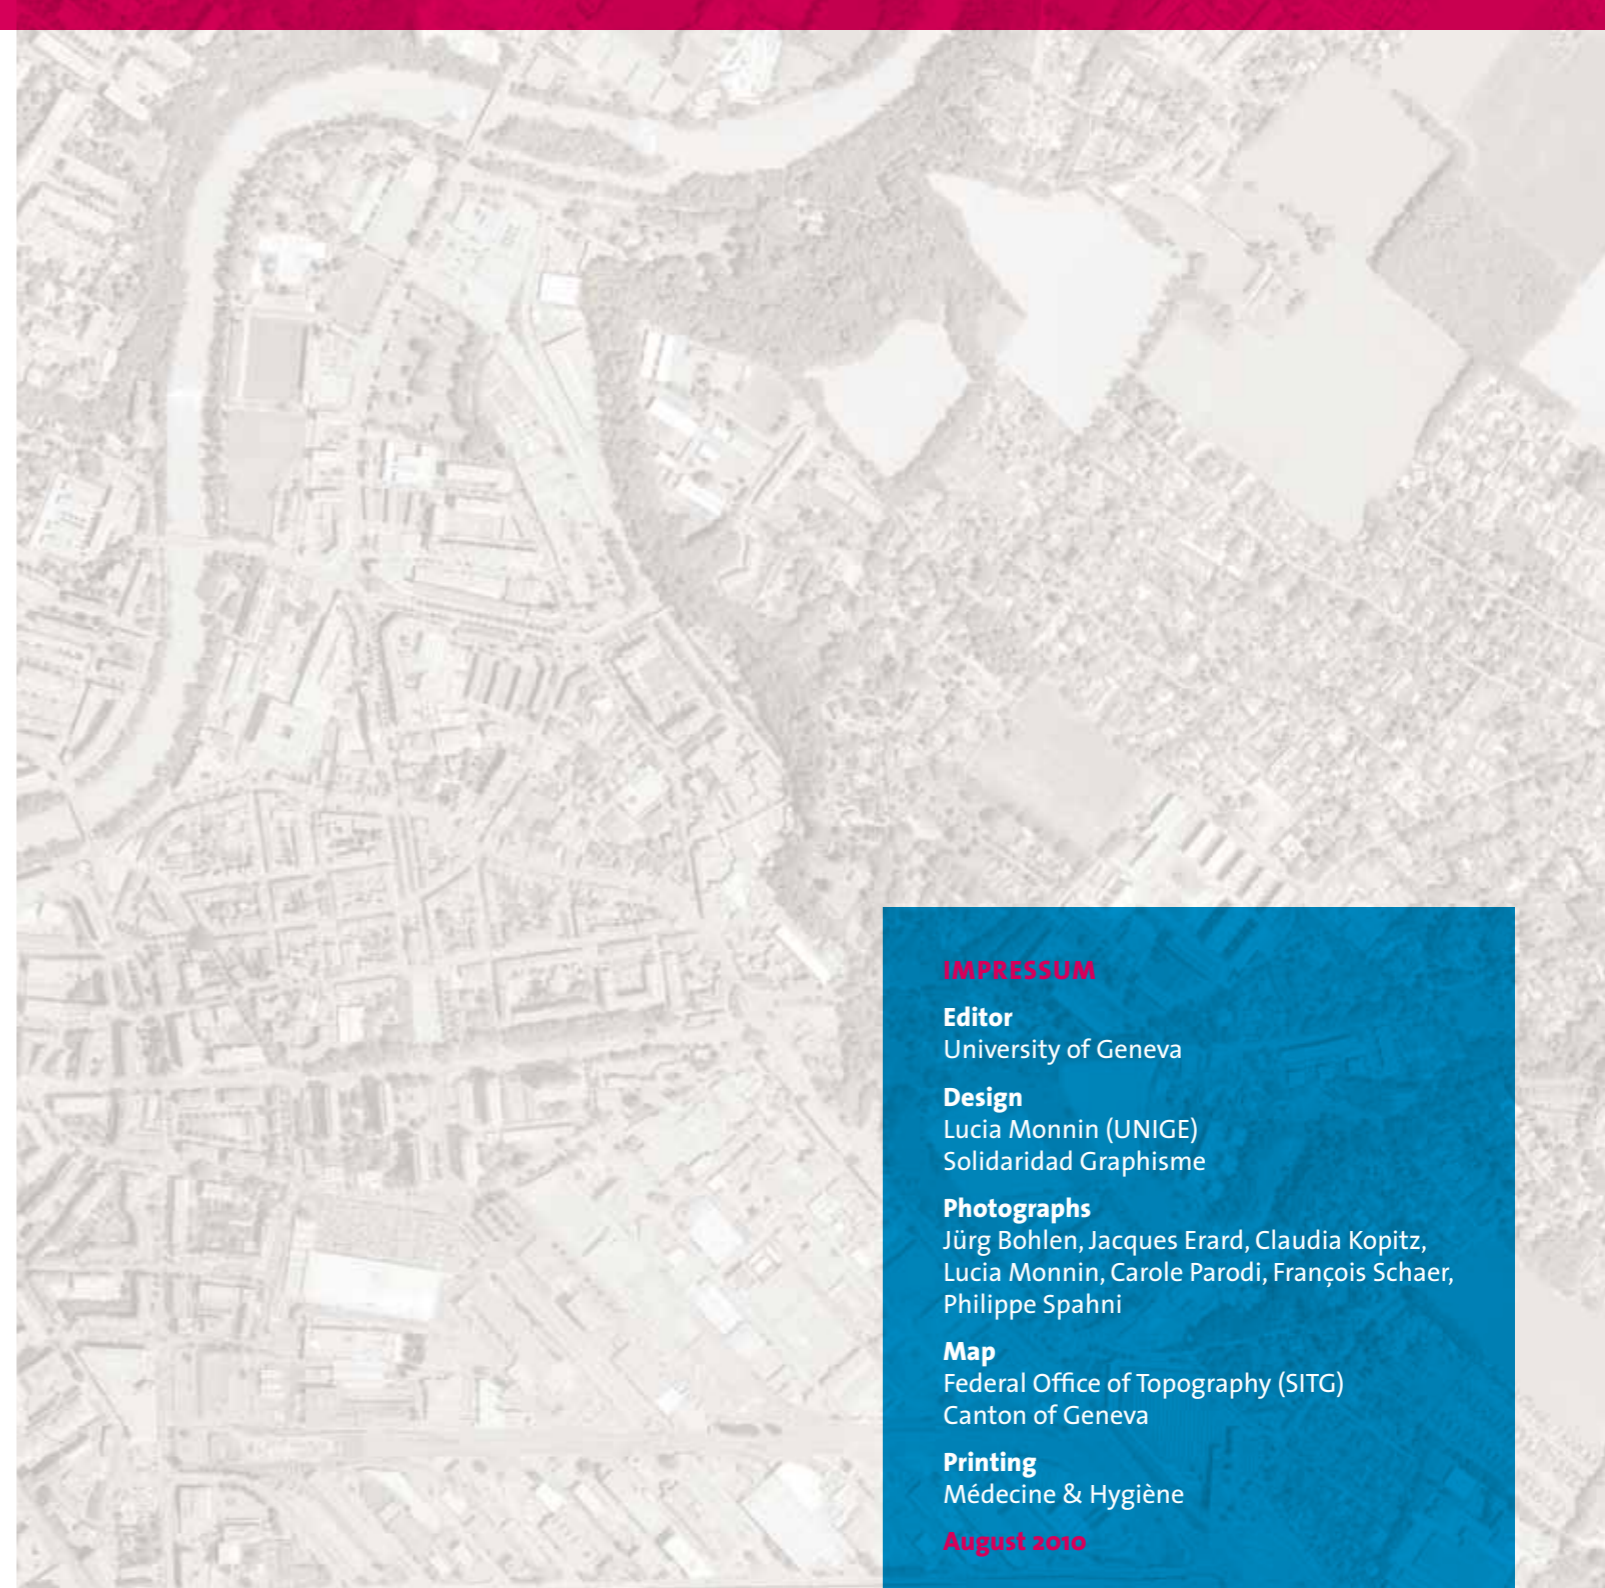 IMPRESSUM
Editor
University of Geneva
Design
Lucia Monnin (UNIGE)
Solidaridad Graphisme
Photographs
Jürg Bohlen, Jacques Erard, Claudia Kopitz,
Lucia Monnin, Carole Parodi, François Schaer,
Philippe Spahni
Map
Federal Office of Topography (SITG)
Canton of Geneva
Printing
Médecine & Hygiène
August 2010